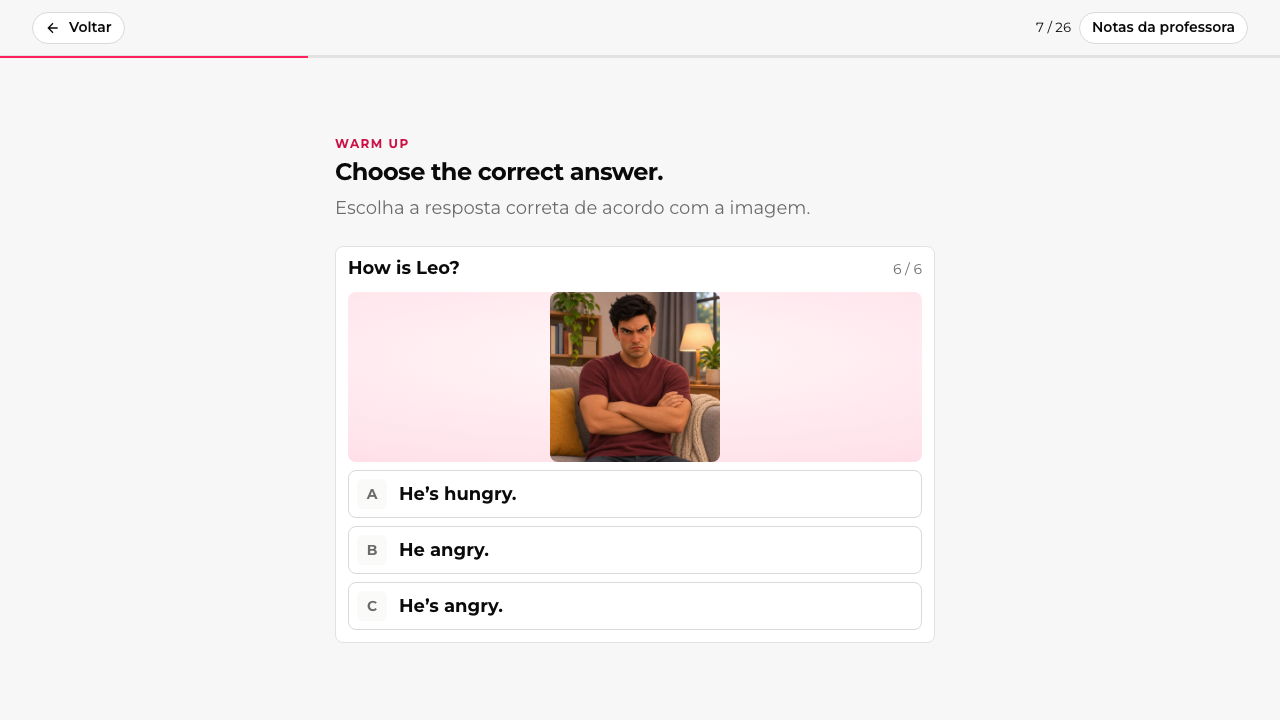 Voltar
7 / 26
Notas da professora
WARM UP
Choose the correct answer.
Escolha a resposta correta de acordo com a imagem.
How is Leo?
6 / 6
A
He’s hungry.
B
He angry.
C
He’s angry.